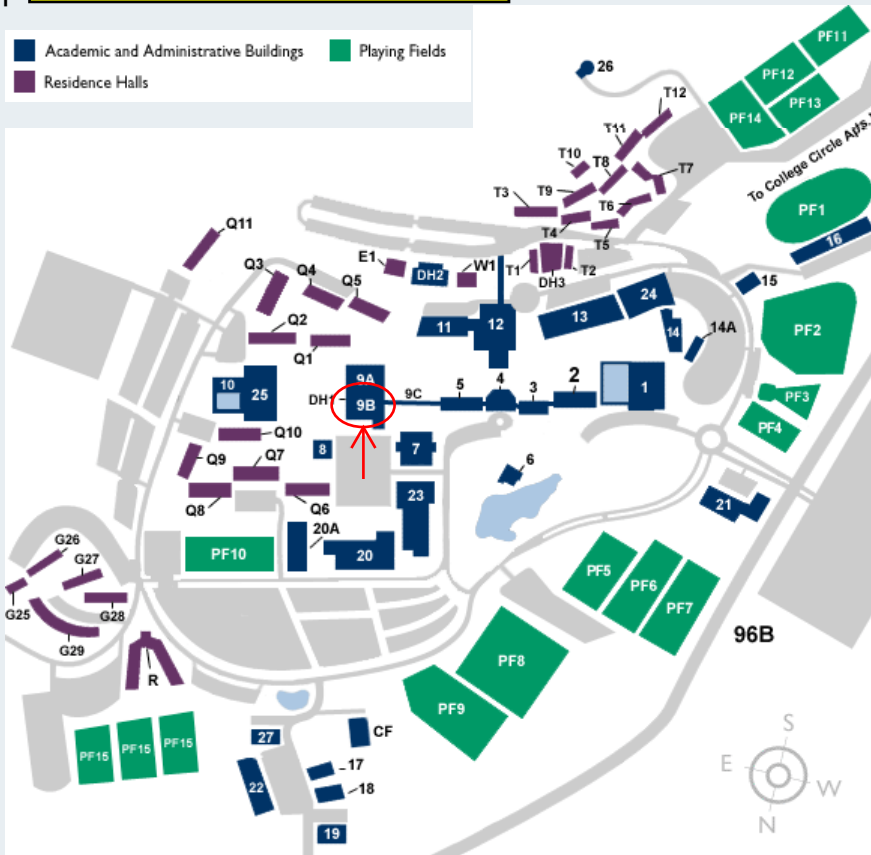 Academic and Administrative Buildings
Playing Fields
Residence Halls
PF11
26
PF12
T12
PF13
PF14
T11
To College Circle Apts.
T10
T8
T7
T3
T9
T6
PF1
T4
T5
16
Q11
E1
DH2
W1
T1
T2
DH3
Q3
Q4
Q5
15
24
Q2
11
12
13
14
14A
PF2
Q1
9A
4
2
10
25
DH1
9B
9C
5
3
1
PF3
PF4
Q10
8
7
Q9
Q7
6
Q8
Q6
23
21
20A
G26
PF10
20
G27
PF5
PF6
G25
G28
PF7
G29
96B
R
PF8
PF9
S
PF15
PF15
PF15
27
CF
E
W
17
22
18
N
19